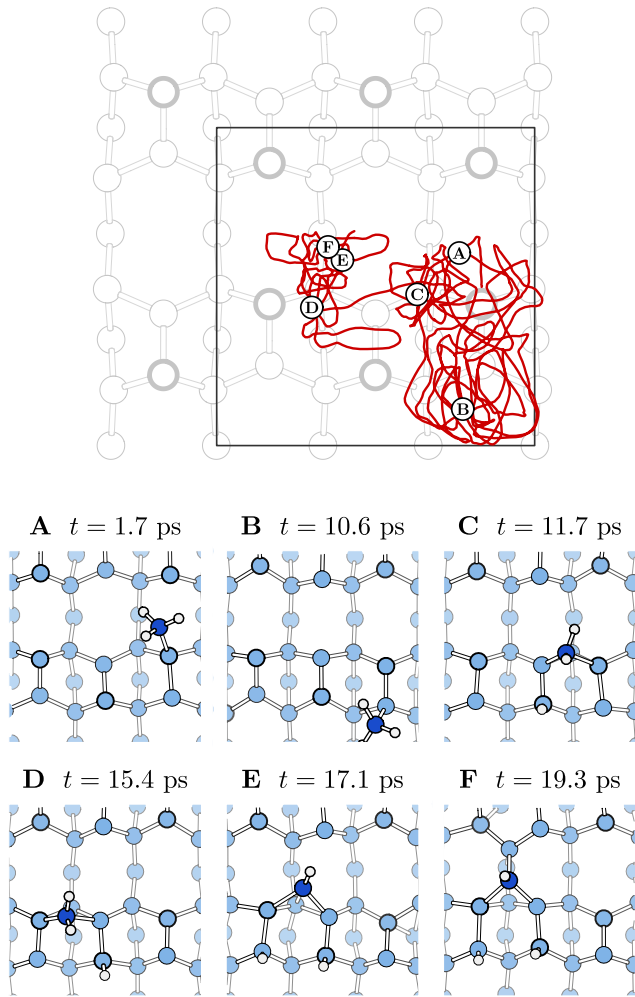 A
F
E
C
D
B
A t = 1.7 ps
B t = 10.6 ps
C t = 11.7 ps
D t = 15.4 ps
E t = 17.1 ps
F t = 19.3 ps